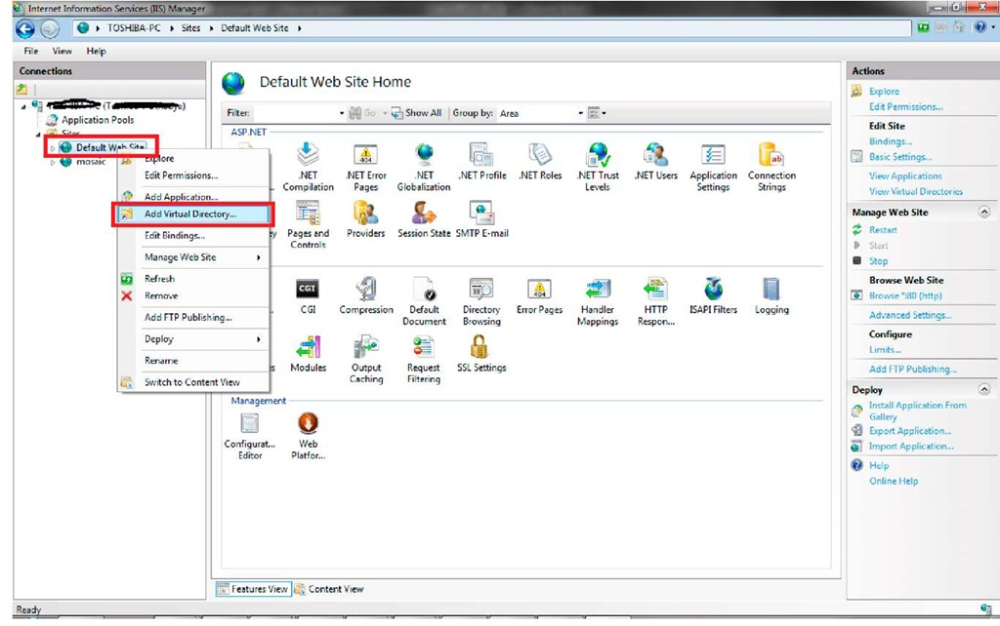 Internet Information Services (IIS) Manager
TOSHIBA-PC Sites Default Web Site
File View Help
Connections
Application Pools
Sites
Default Web Site
mosaic
Explore
Edit Permissions...
Add Application...
Add Virtual Directory...
Edit Bindings...
Manage Web Site
Refresh
Remove
Add FTP Publishing...
Deploy
Rename
Switch to Content View
Default Web Site Home
Filter: Go Show All Group by: Area
ASP.NET
.NET Compilation
.NET Error Pages
.NET Globalization
.NET Profile
.NET Roles
.NET Trust Levels
.NET Users
Application Settings
Connection Strings
Pages and Controls
Providers
Session State
SMTP E-mail
CGI
CGI
Compression
Default Document
Directory Browsing
404
Error Pages
Handler Mappings
HTTP Respon...
ISAPI Filters
Logging
Modules
Output Caching
Request Filtering
SSL Settings
Management
Configurat... Editor
Web Platfor...
Features View Content View
Actions
Explore
Edit Permissions...
Edit Site
Bindings...
Basic Settings...
View Applications
View Virtual Directories
Manage Web Site
Restart
Start
Stop
Browse Web Site
Browse *:80 (http)
Advanced Settings...
Configure
Limits...
Add FTP Publishing...
Deploy
Install Application From
Gallery
Export Application...
Import Application...
Help
Online Help
Ready